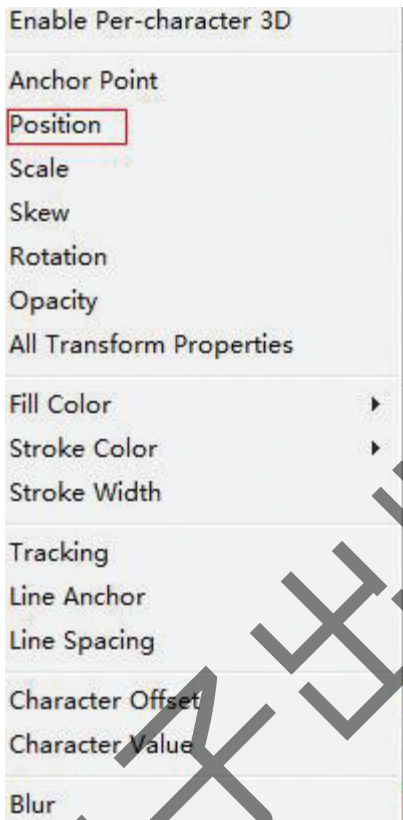 Enable Per-character 3D
Anchor Point
Position
Scale
Skew
Rotation
Opacity
All Transform Properties
Fill Color
Stroke Color
Stroke Width
Tracking
Line Anchor
Line Spacing
Character Offset
Character Value
Blur